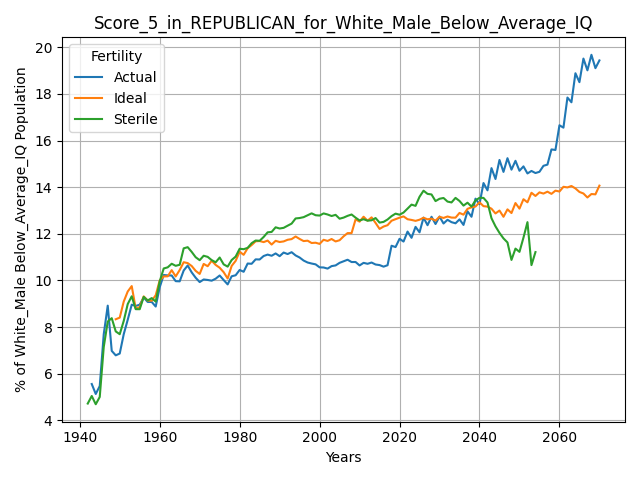 Score_5_in_REPUBLICAN_for_White_Male_Below_Average_IQ
% of White_Male Below_Average_IQ Population
20
18
16
14
12
10
8
6
4
Fertility
Actual
Ideal
Sterile
1940 1960 1980 2000 2020 2040 2060
Years